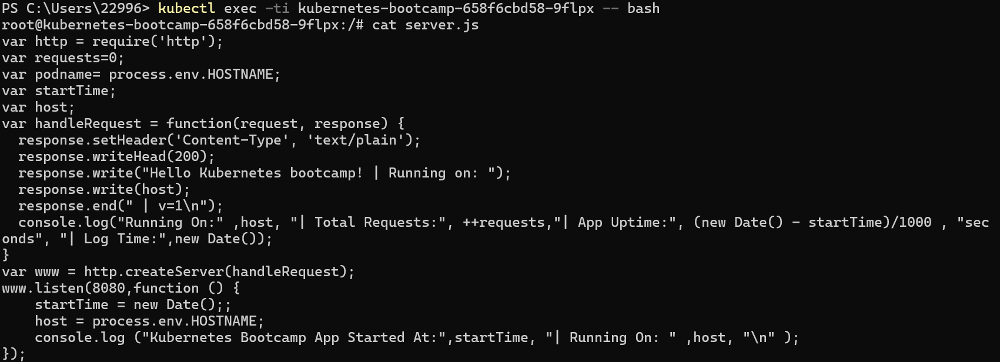 PS C:\Users\22996> kubectl exec -ti kubernetes-bootcamp-658f6cbd58-9flpx -- bash
root@kubernetes-bootcamp-658f6cbd58-9flpx:/# cat server.js
var http = require('http');
var requests=0;
var podname= process.env.HOSTNAME;
var startTime;
var host;
var handleRequest = function(request, response) {
  response.setHeader('Content-Type', 'text/plain');
  response.writeHead(200);
  response.write("Hello Kubernetes bootcamp! | Running on: ");
  response.write(host);
  response.end(" | v=1\n");
  console.log("Running On:" ,host, "| Total Requests:", ++requests,"| App Uptime:", (new Date() - startTime)/1000 , "sec
onds", "| Log Time:",new Date());
}
var www = http.createServer(handleRequest);
www.listen(8080,function () {
    startTime = new Date();;
    host = process.env.HOSTNAME;
    console.log ("Kubernetes Bootcamp App Started At:",startTime, "| Running On: " ,host, "\n" );
});